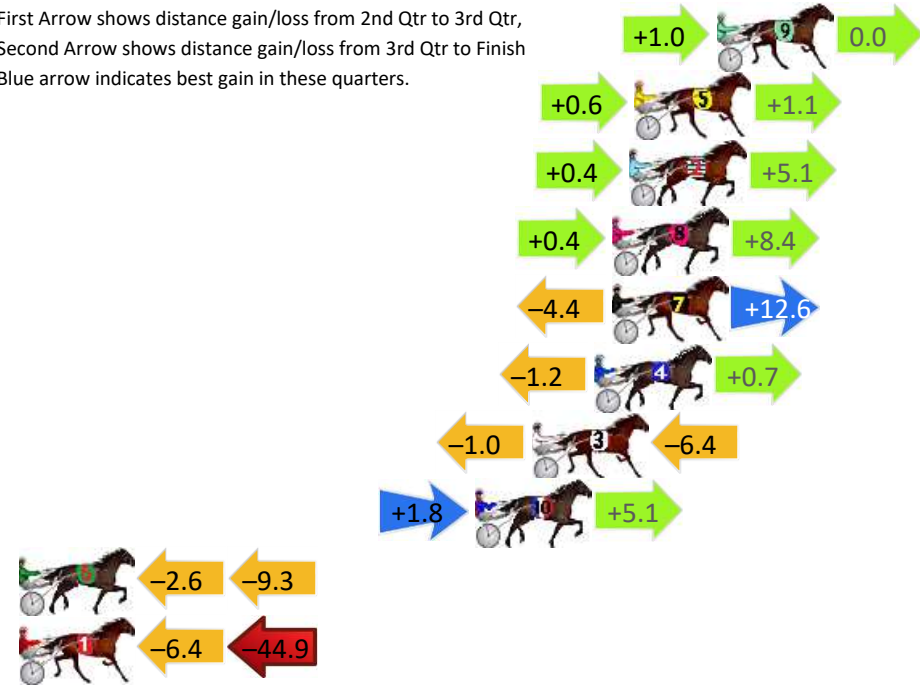 First Arrow shows distance gain/loss from 2nd Qtr to 3rd Qtr,
Second Arrow shows distance gain/loss from 3rd Qtr to Finish
Blue arrow indicates best gain in these quarters.
+1.0 9 0.0
+0.6 5 +1.1
+0.4 +5.1
+0.4 8 +8.4
–4.4 7 +12.6
–1.2 4 +0.7
–1.0 3 –6.4
+1.8 10 +5.1
–2.6 –9.3
1 –6.4 –44.9